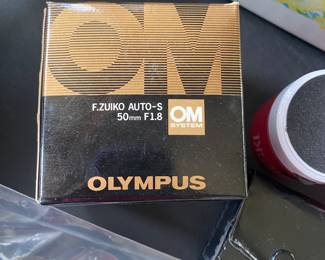 OM
F.ZUIKO AUTO-S
50mm F1.8
OM
SYSTEM
OLYMPUS